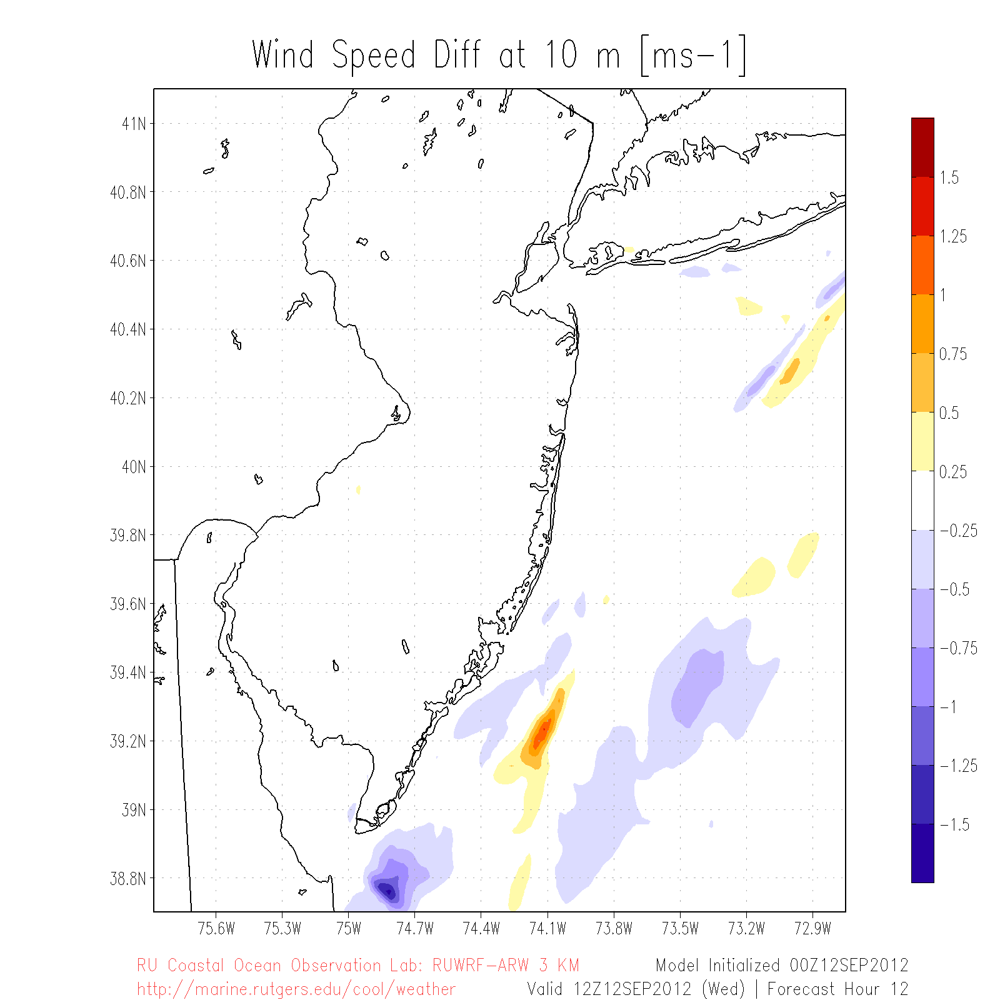 Wind Speed Diff at 10 m [ms-1]
41N
40.8N
40.6N
40.4N
40.2N
40N
39.8N
39.6N
39.4N
39.2N
39N
38.8N
75.6W 75.3W 75W 74.7W 74.4W 74.1W 73.8W 73.5W 73.2W 72.9W
1.5
1.25
1
0.75
0.5
0.25
-0.25
-0.5
-0.75
-1
-1.25
-1.5
RU Coastal Ocean Observation Lab: RUWRF-ARW 3 KM
http://marine.rutgers.edu/cool/weather
Model Initialized 00Z12SEP2012
Valid 12Z12SEP2012 (Wed) | Forecast Hour 12